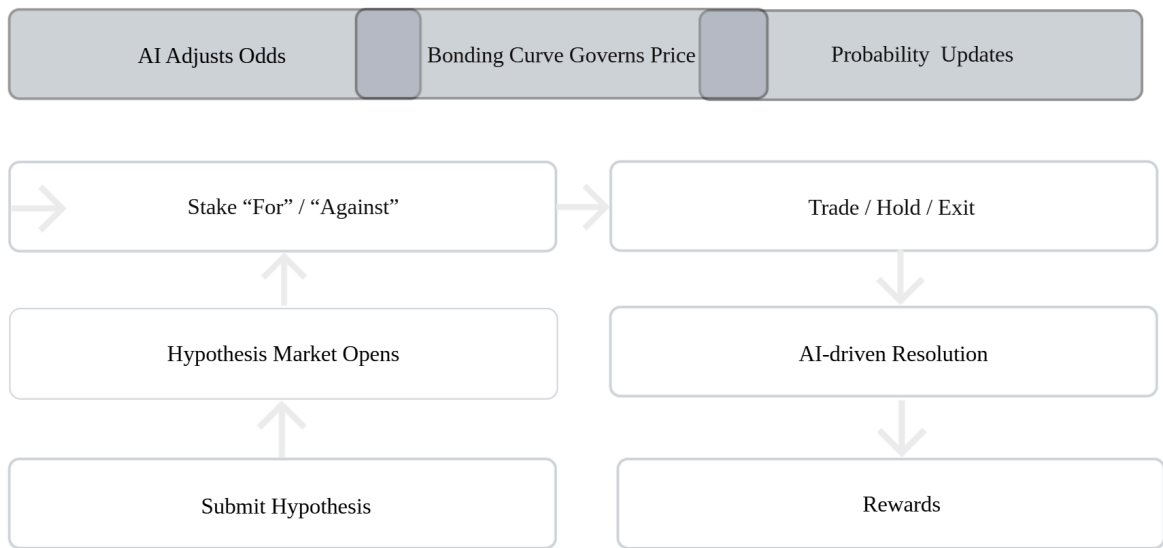 AI Adjusts Odds
Bonding Curve Governs Price
Probability Updates
Stake “For” / “Against”
Trade / Hold / Exit
Hypothesis Market Opens
AI-driven Resolution
Submit Hypothesis
Rewards